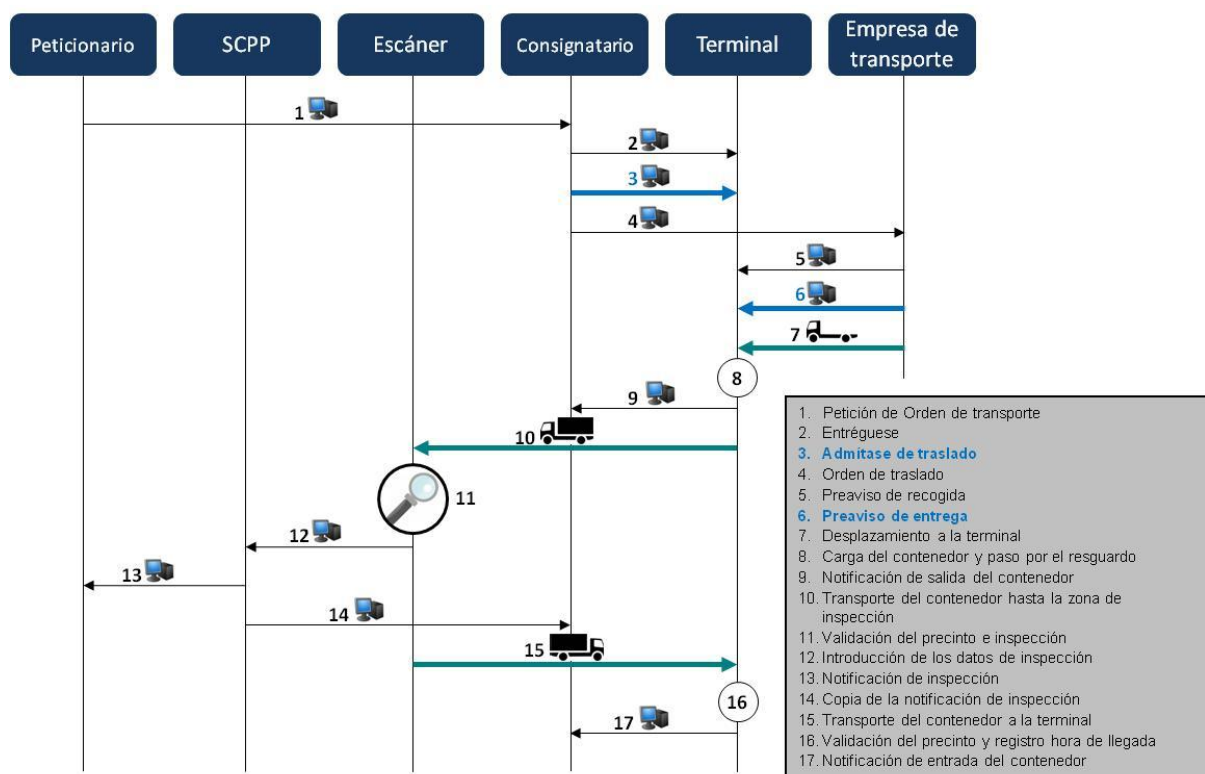 Peticionario
SCPP
Escáner
Consignatario
Terminal
Empresa de
transporte
1
2
3
4
5
6
7
8
9
10
11
12
13
14
15
16
17
1. Petición de Orden de transporte
2. Entréguese
3. Admítase de traslado
4. Orden de traslado
5. Preaviso de recogida
6. Preaviso de entrega
7. Desplazamiento a la terminal
8. Carga del contenedor y paso por el resguardo
9. Notificación de salida del contenedor
10. Transporte del contenedor hasta la zona de
inspección
11. Validación del precinto e inspección
12. Introducción de los datos de inspección
13. Notificación de inspección
14. Copia de la notificación de inspección
15. Transporte del contenedor a la terminal
16. Validación del precinto y registro hora de llegada
17. Notificación de entrada del contenedor